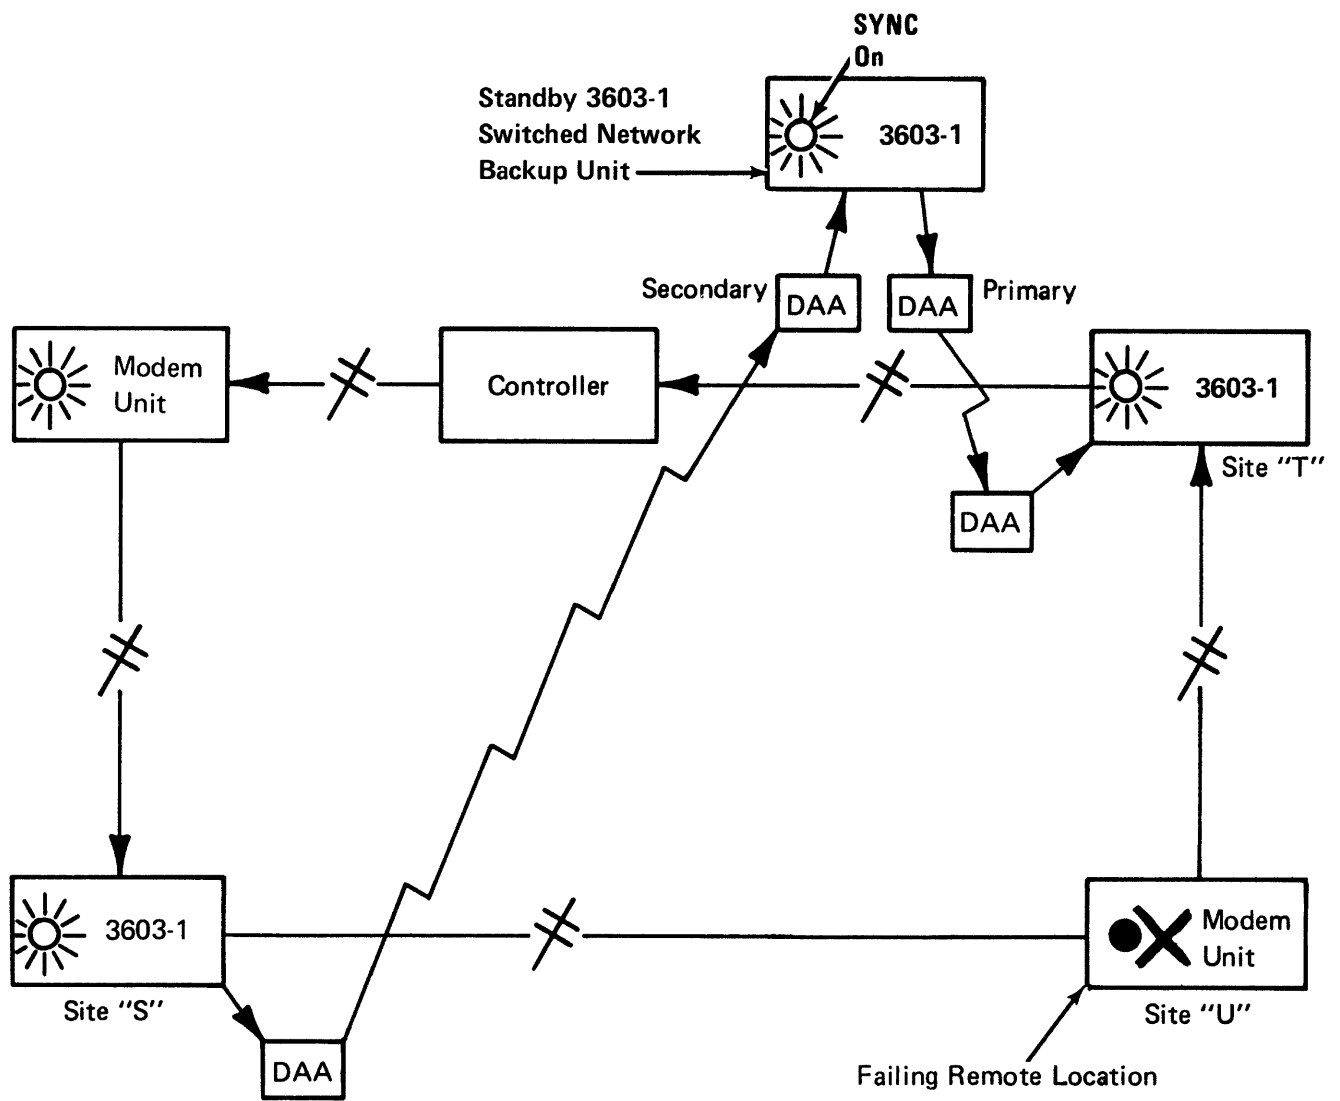 SYNC
On
Standby 3603-1
Switched Network
Backup Unit
3603-1
Secondary
DAA
DAA
Primary
Modem
Unit
Controller
3603-1
Site "T"
DAA
3603-1
Site "S"
Modem
Unit
Site "U"
DAA
Failing Remote Location